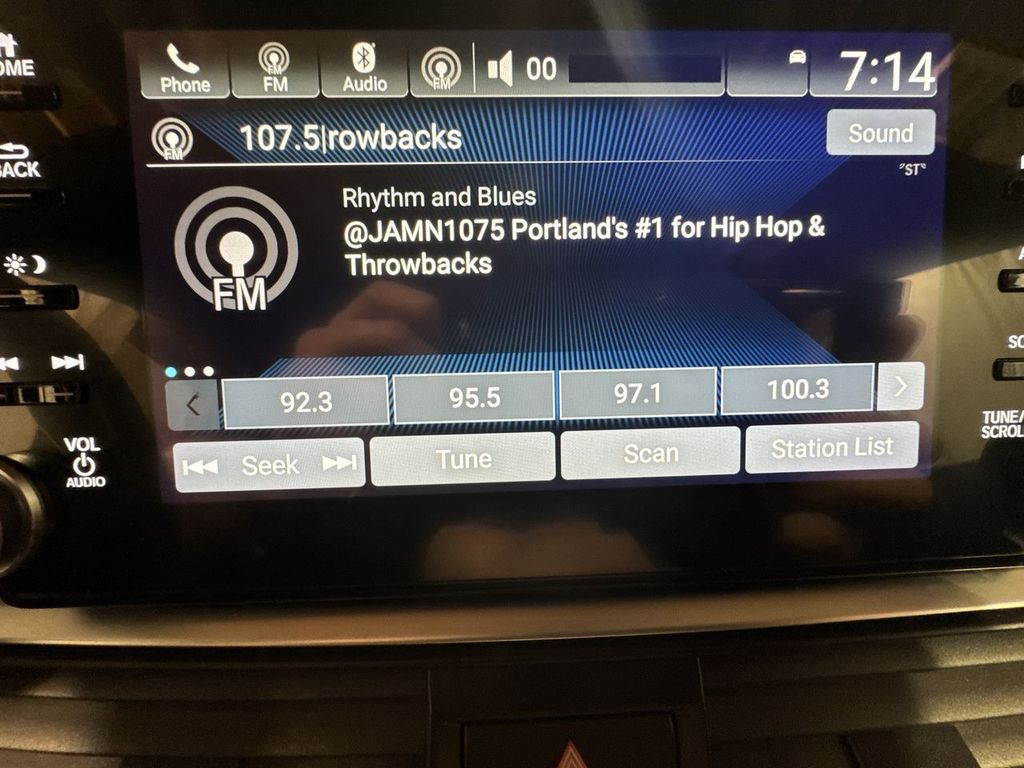 HOME
Phone
FM
Audio
FM
00
7:14
FM
107.5|rowbacks
Sound
BACK
"ST"
Rhythm and Blues
@JAMN1075 Portland's #1 for Hip Hop &
Throwbacks
FM
92.3
95.5
97.1
100.3
Seek
Tune
Scan
Station List
VOL
AUDIO
TUNE/
SCROLL